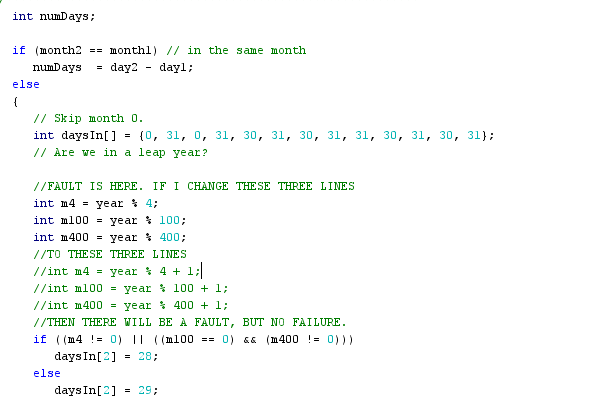 int numDays;
if (month2 == month1) // in the same month
numDays = day2 - day1;
else
{
// Skip month 0.
int daysIn[] = {0, 31, 0, 31, 30, 31, 30, 31, 31, 30, 31, 30, 31};
// Are we in a leap year?
//FAULT IS HERE. IF I CHANGE THESE THREE LINES
int m4 = year % 4;
int m100 = year % 100;
int m400 = year % 400;
//TO THESE THREE LINES
//int m4 = year % 4 + 1;
//int m100 = year % 100 + 1;
//int m400 = year % 400 + 1;
//THEN THERE WILL BE A FAULT, BUT NO FAILURE.
if ((m4 != 0) || ((m100 == 0) && (m400 != 0)))
daysIn[2] = 28;
else
daysIn[2] = 29;